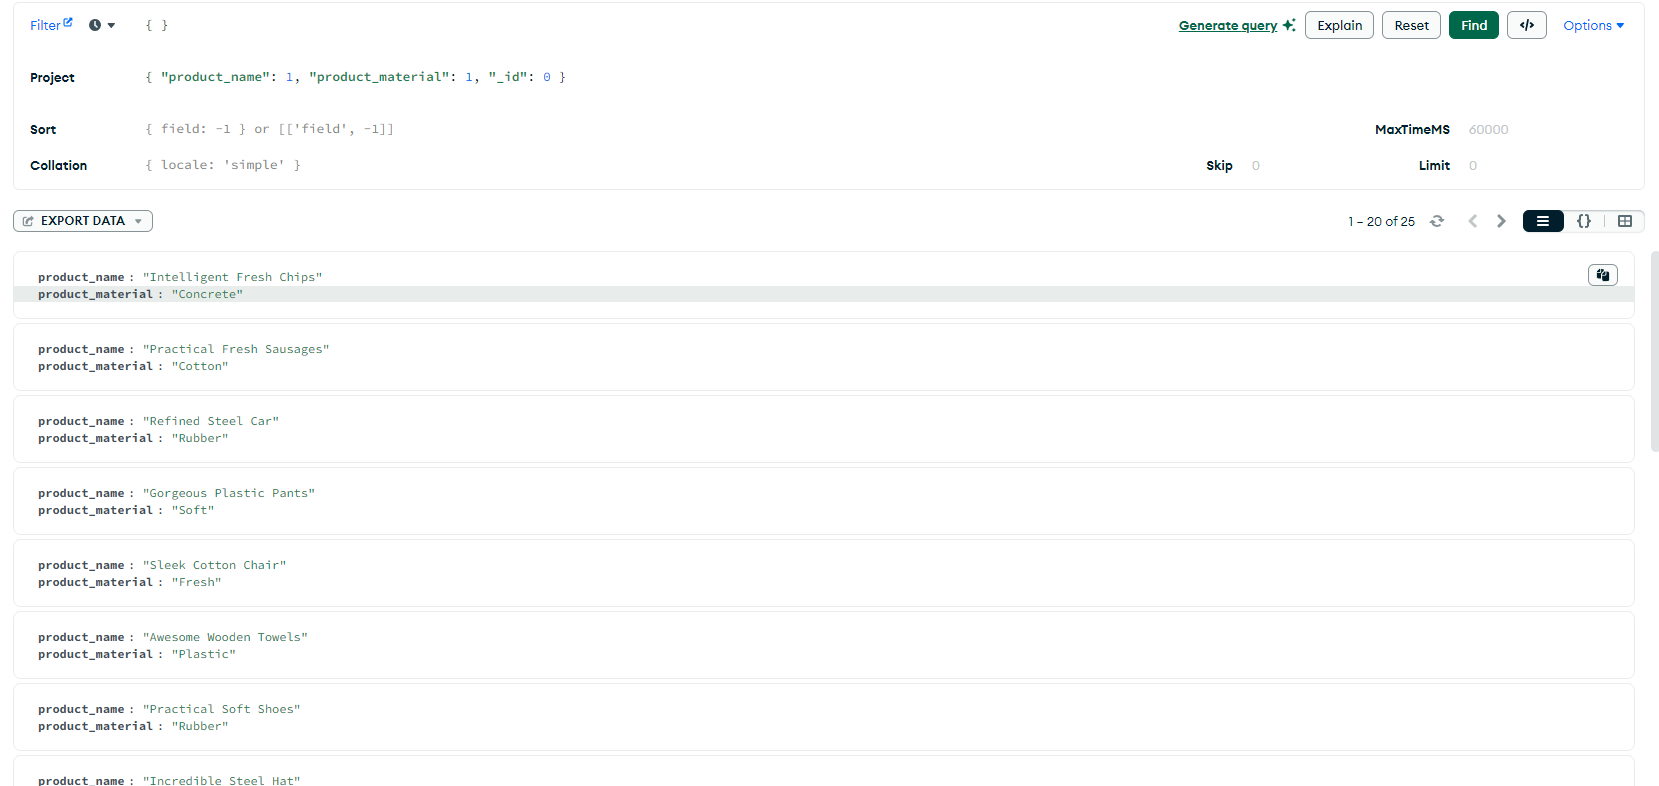 Filter { } Generate query Explain Reset Find </> Options
Project { "product_name": 1, "product_material": 1, "_id": 0 }
Sort { field: -1 } or [['field', -1]] MaxTimeMS 60000
Collation { locale: 'simple' } Skip 0 Limit 0
EXPORT DATA 1 – 20 of 25 {}
product_name : "Intelligent Fresh Chips"
product_material : "Concrete"
product_name : "Practical Fresh Sausages"
product_material : "Cotton"
product_name : "Refined Steel Car"
product_material : "Rubber"
product_name : "Gorgeous Plastic Pants"
product_material : "Soft"
product_name : "Sleek Cotton Chair"
product_material : "Fresh"
product_name : "Awesome Wooden Towels"
product_material : "Plastic"
product_name : "Practical Soft Shoes"
product_material : "Rubber"
product_name : "Incredible Steel Hat"